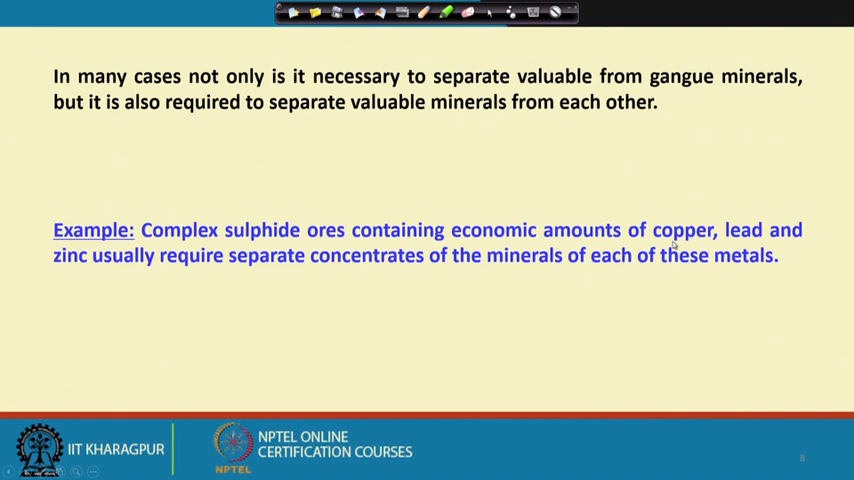 In many cases not only is it necessary to separate valuable from gangue minerals,
but it is also required to separate valuable minerals from each other.
Example: Complex sulphide ores containing economic amounts of copper, lead and
zinc usually require separate concentrates of the minerals of each of these metals.
IIT KHARAGPUR
NPTEL
NPTEL ONLINE
CERTIFICATION COURSES
8